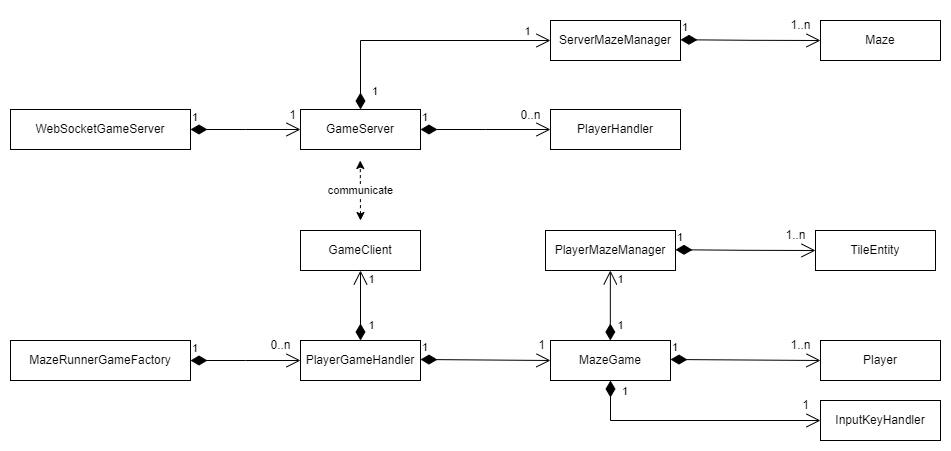 1
1
1..n
ServerMazeManager
Maze
1
1
1
1
0..n
WebSocketGameServer
GameServer
PlayerHandler
communicate
1
1..n
GameClient
PlayerMazeManager
TileEntity
1
1
1
1
1
0..n
1
1
1
1..n
MazeRunnerGameFactory
PlayerGameHandler
MazeGame
Player
1
1
InputKeyHandler